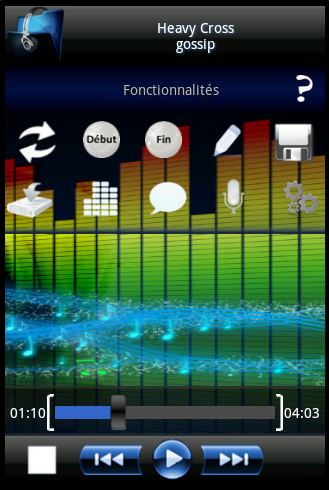 Heavy Cross
gossip
Fonctionnalités
?
Début Fin
01:10 04:03